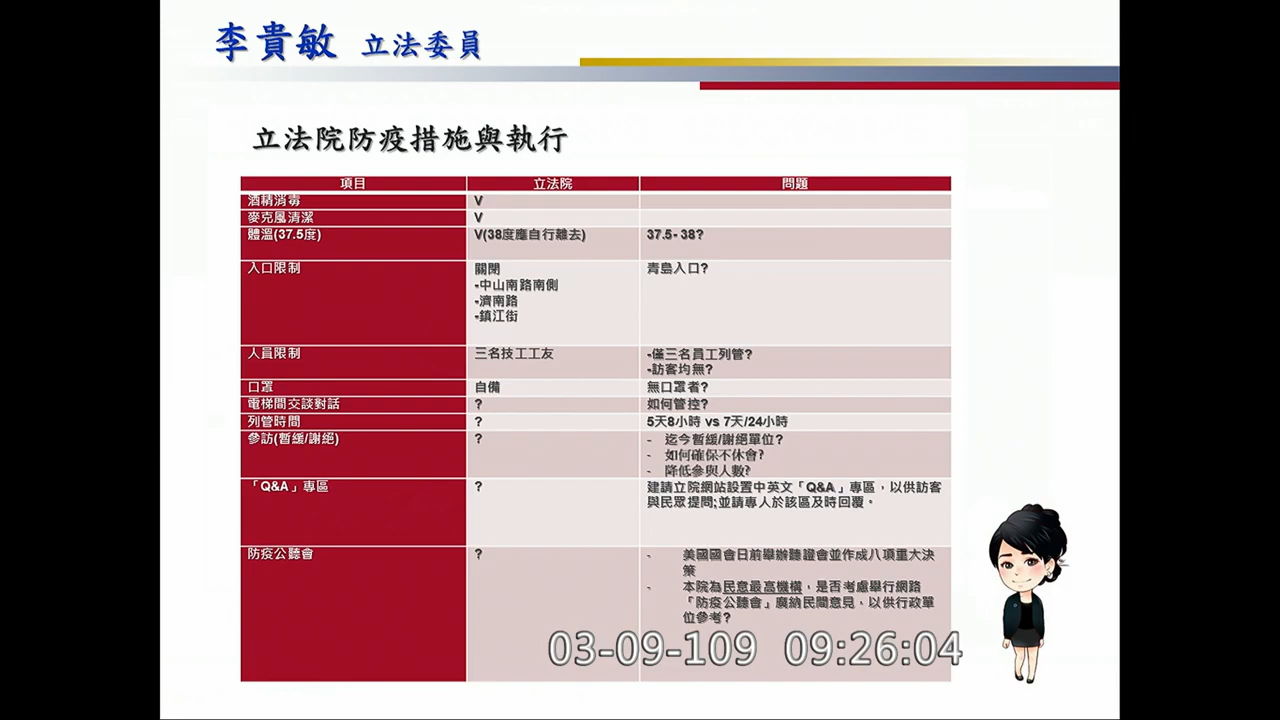 李貴敏 立法委員
立法院防疫措施與執行
項目 立法院 問題
酒精消毒 V
麥克風清潔 V
體溫(37.5度) V(38度應自行離去) 37.5- 38?
入口限制 關閉 青島入口?
-中山南路南側
-濟南路
-鎮江街
人員限制 三名技工工友 -僅三名員工列管?
-訪客均無?
口罩 自備 無口罩者?
電梯間交談對話 ? 如何管控?
列管時間 ? 5天8小時 vs 7天/24小時
參訪(暫緩/謝絕) ? - 迄今暫緩/謝絕單位?
- 如何確保不休會?
- 降低參與人數?
「Q&A」專區 ? 建請立院網站設置中英文「Q&A」專區，以供訪客
與民眾提問;並請專人於該區及時回覆。
防疫公聽會 ? - 美國國會日前舉辦聽證會並作成八項重大決
策
- 本院為民意最高機構，是否考慮舉行網路
「防疫公聽會」廣納民間意見，以供行政單
位參考?
03-09-109 09:26:04